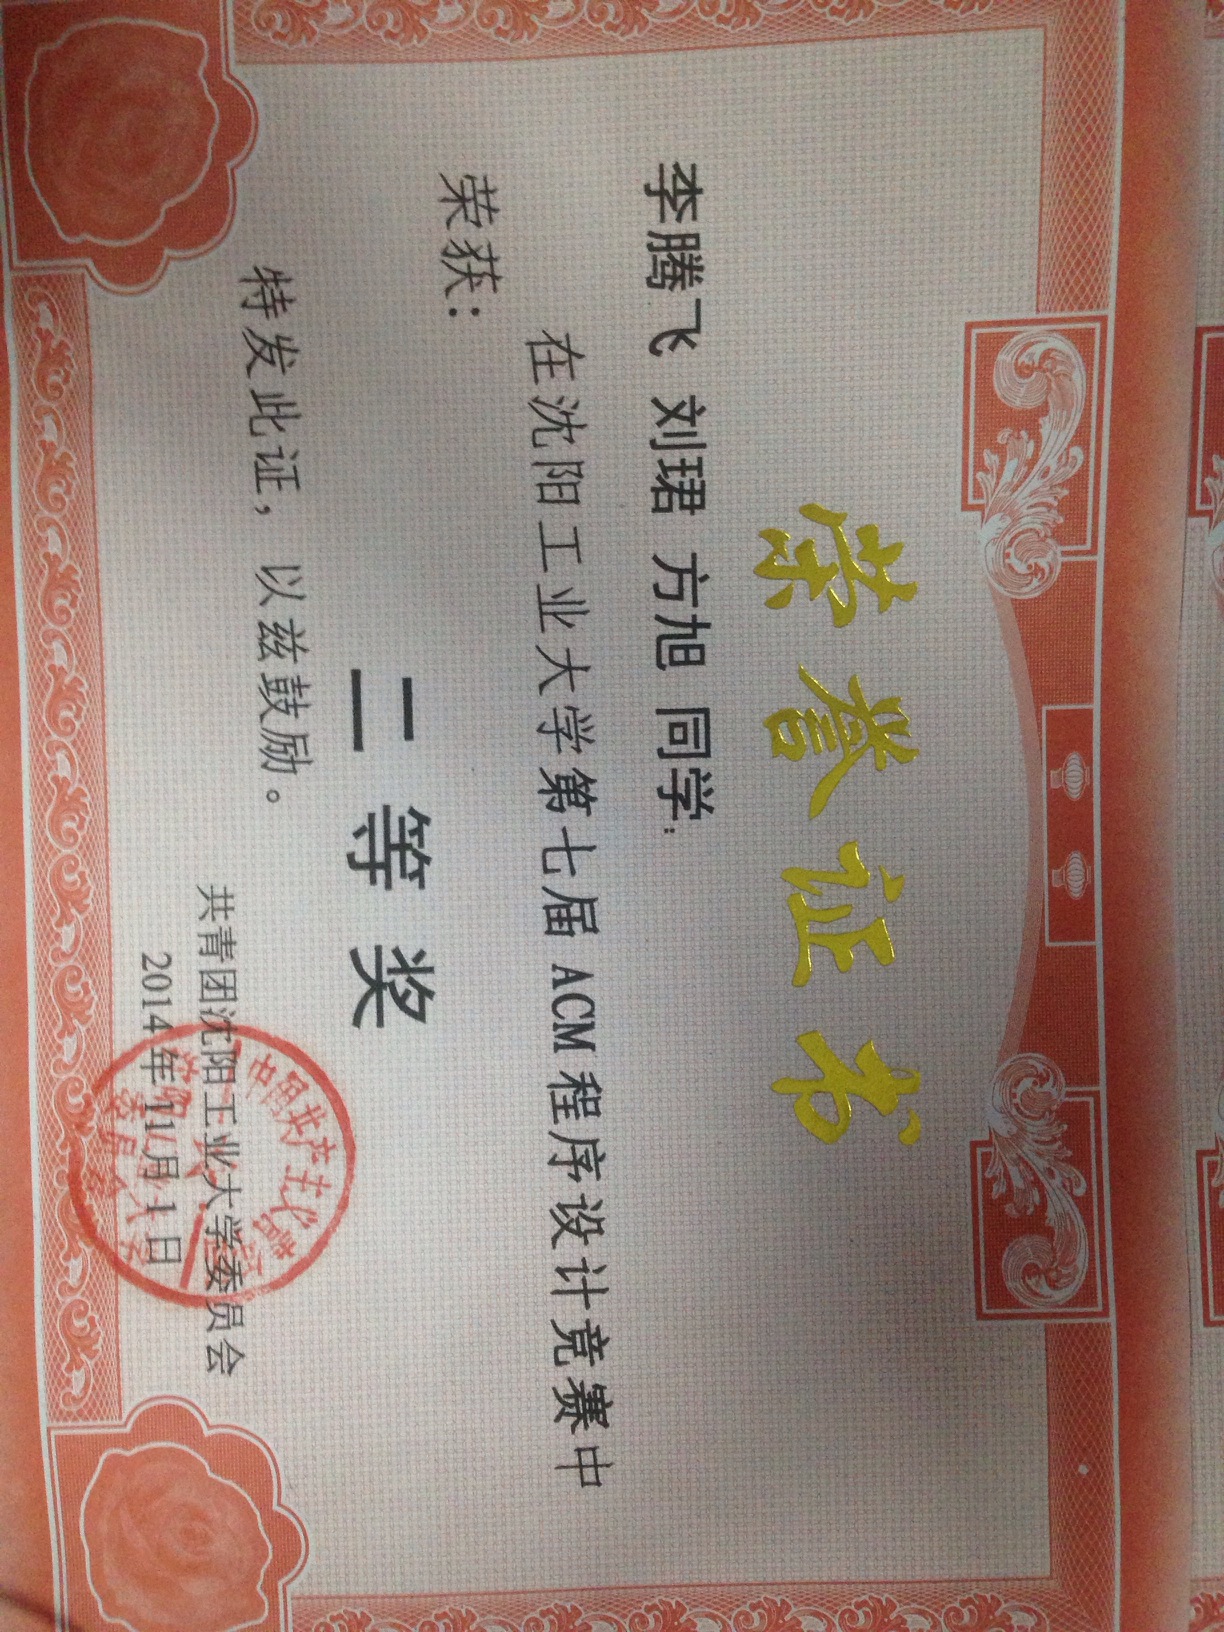 荣誉证书
李腾飞 刘珺 方旭 同学：
在沈阳工业大学第七届 ACM 程序设计竞赛中
荣获：
二 等 奖
特发此证，以兹鼓励。
共青团沈阳工业大学委员会
2014 年 11 月 1 日
中国共产主义青年团
沈阳工业大学
委员会